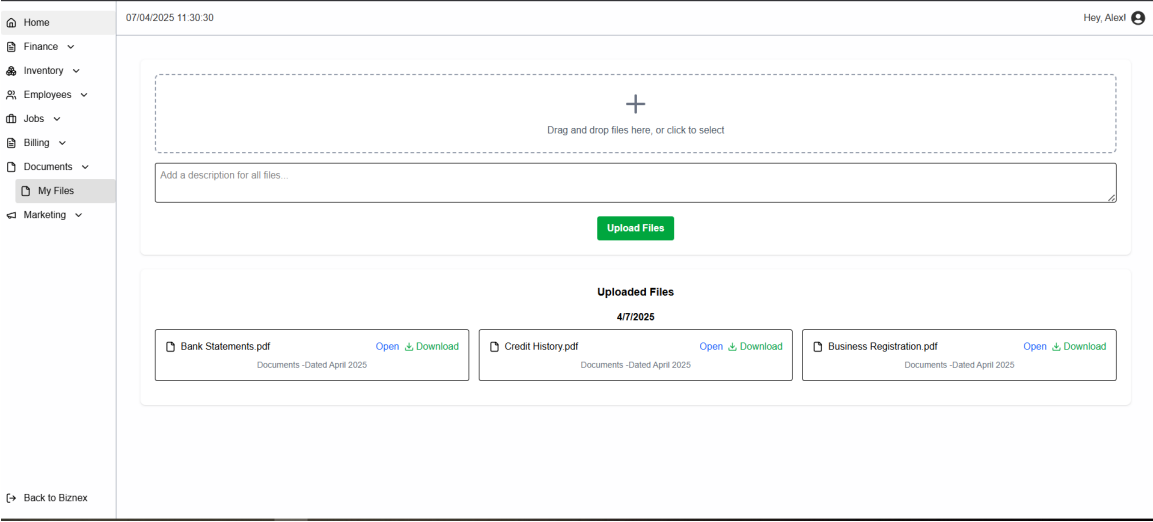 Home
Finance
Inventory
Employees
Jobs
Billing
Documents
My Files
Marketing
Back to Biznex
07/04/2025 11:30:30
Hey, Alex!
Drag and drop files here, or click to select
Add a description for all files...
Upload Files
Uploaded Files
4/7/2025
Bank Statements.pdf Open Download
Documents -Dated April 2025
Credit History.pdf Open Download
Documents -Dated April 2025
Business Registration.pdf Open Download
Documents -Dated April 2025